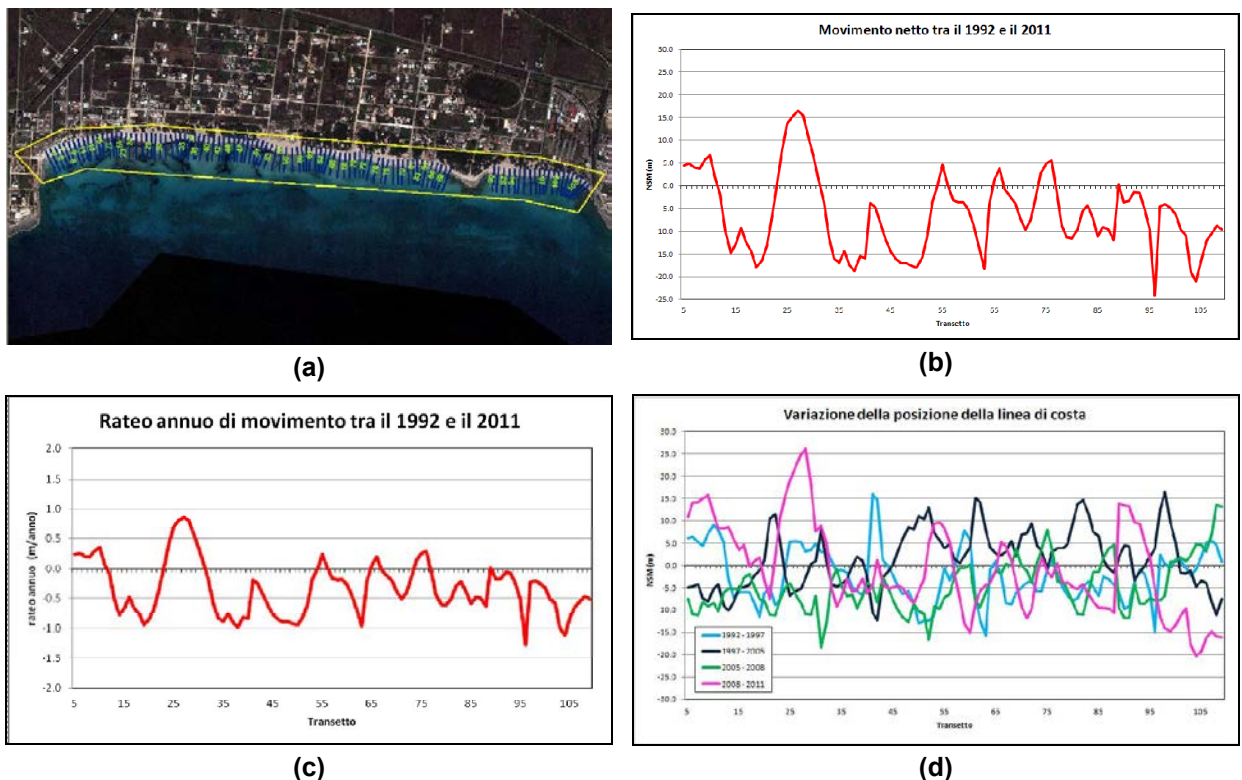 (a)
Movimento netto tra il 1992 e il 2011
30.0
25.0
20.0
15.0
10.0
5.0
0.0
5.0
-10.0
-15.0
-20.0
-25.0
NSM (m)
5 15 25 35 45 55 65 75 85 95 105
Transetto
(b)
Rateo annuo di movimento tra il 1992 e il 2011
2.0
1.5
1.0
0.5
0.0
-0.5
-1.0
-1.5
-2.0
rateo annuo (m/anno)
5 15 25 35 45 55 65 75 85 95 105
Transetto
(c)
Variazione della posizione della linea di costa
30.0
25.0
20.0
15.0
10.0
5.0
0.0
-5.0
-10.0
-15.0
-20.0
-25.0
-30.0
NSM (m)
1992 - 1997
1997 - 2005
2005 - 2008
2008 - 2011
5 15 25 35 45 55 65 75 85 95 105
Transetto
(d)